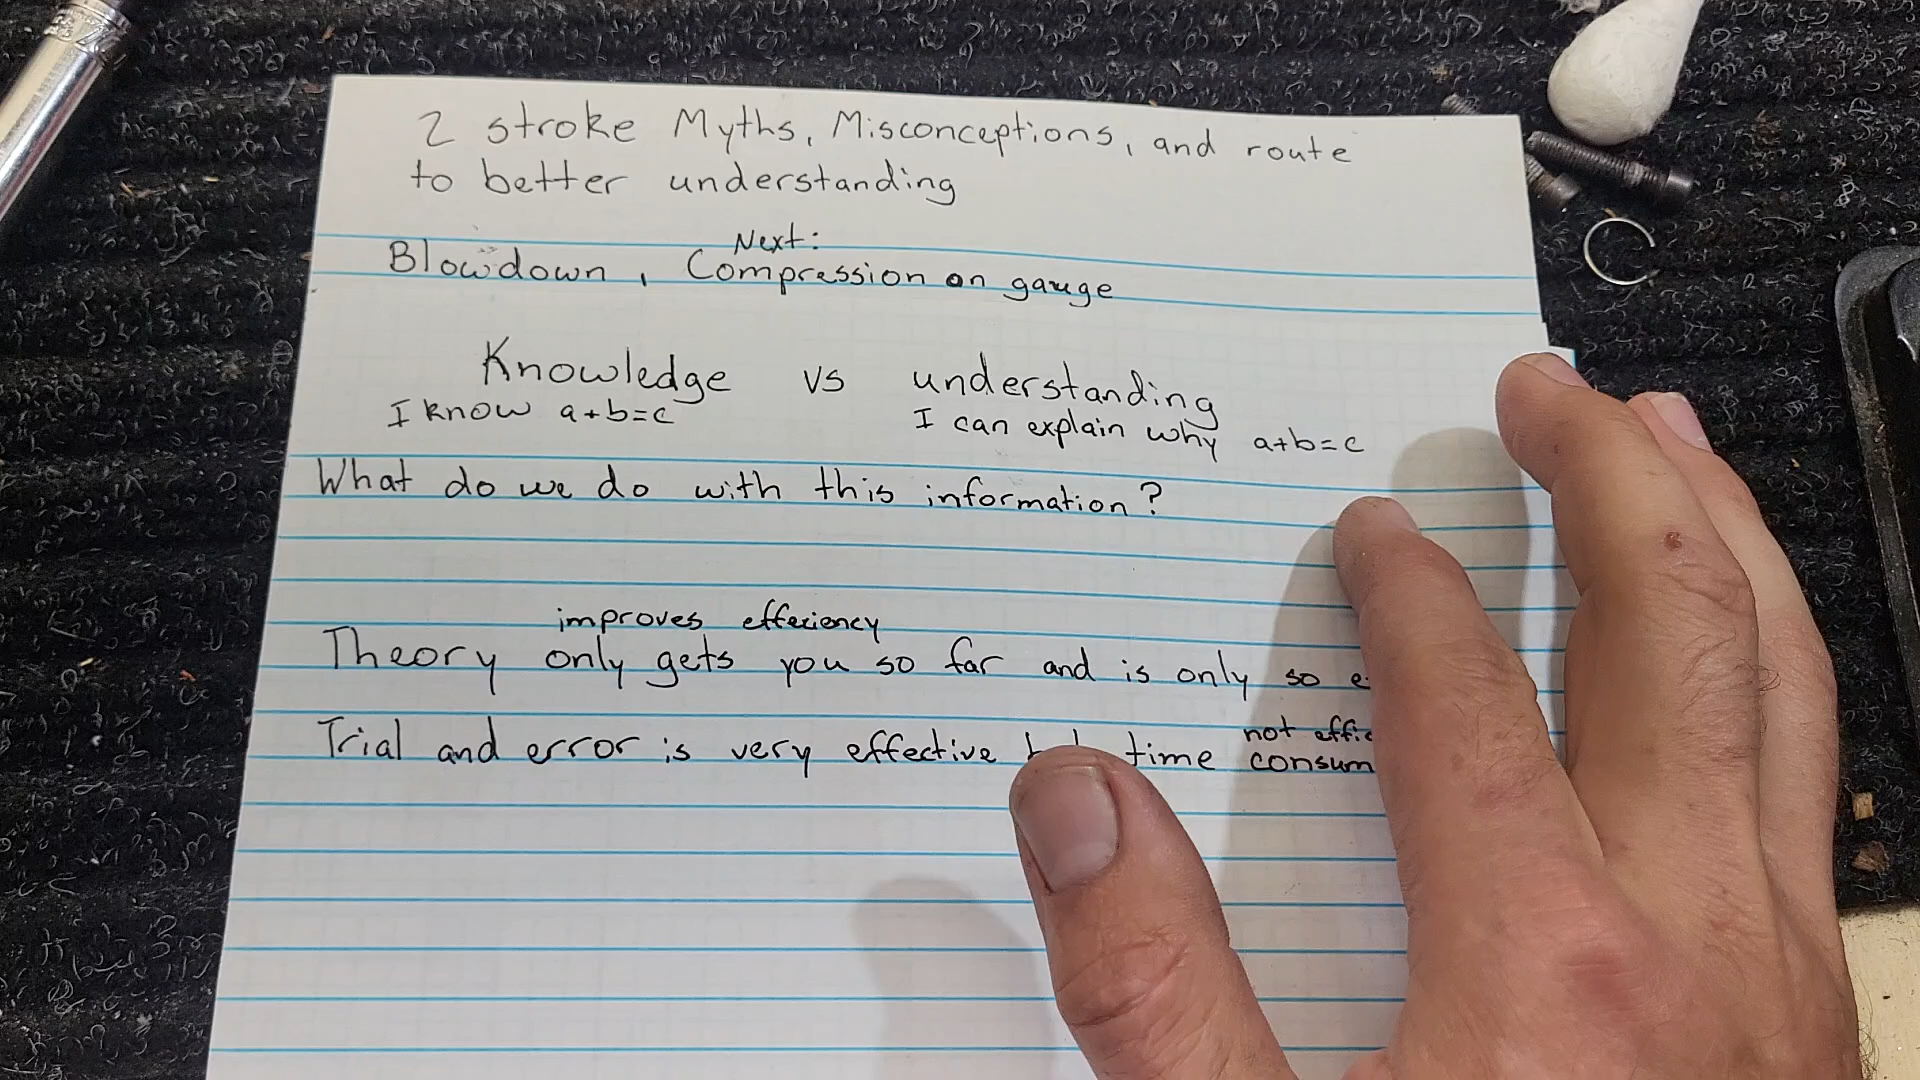 2 stroke Myths, Misconceptions, and route
to better understanding
Next:
Blowdown, Compression on gauge
Knowledge vs understanding
I know a+b=c I can explain why a+b=c
What do we do with this information?
improves effeciency
Theory only gets you so far and is only so
not
Trial and error is very effective time